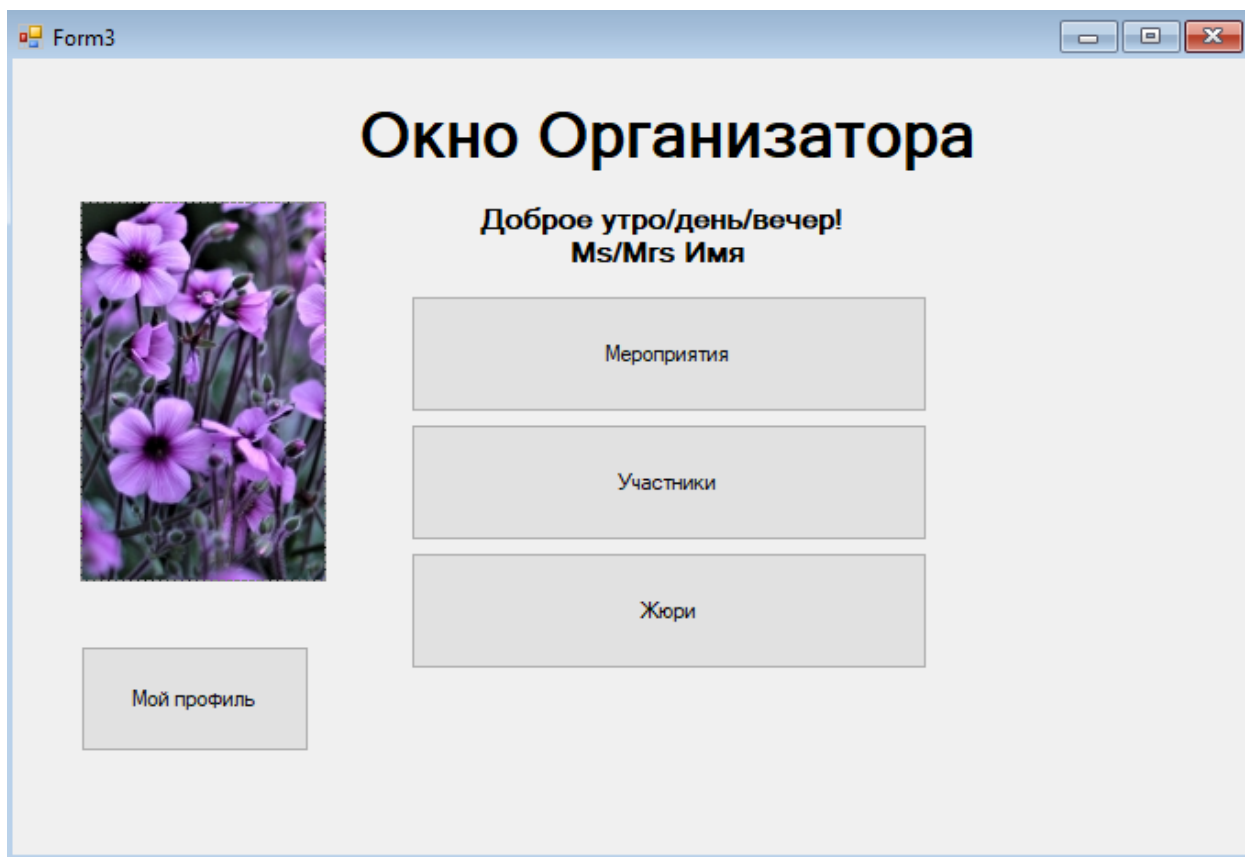 Form3
Окно Организатора
Доброе утро/день/вечер!
Ms/Mrs Имя
Мероприятия
Участники
Жюри
Мой профиль